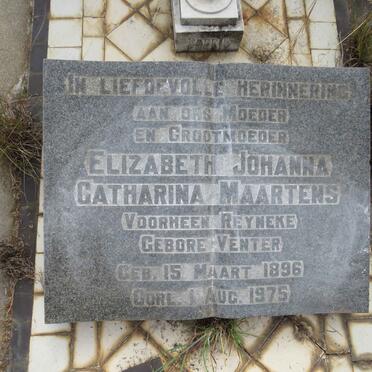 IN LIEFDEVOLLE HERINNERING
AAN ONS MOEDER
EN GROOTMOEDER
ELIZABETH JOHANNA
CATHARINA MAARTENS
VOORHEEN REYNEKE
GEBORE VENTER
GEB. 15 MAART 1896
OORL. 1 AUG. 1975